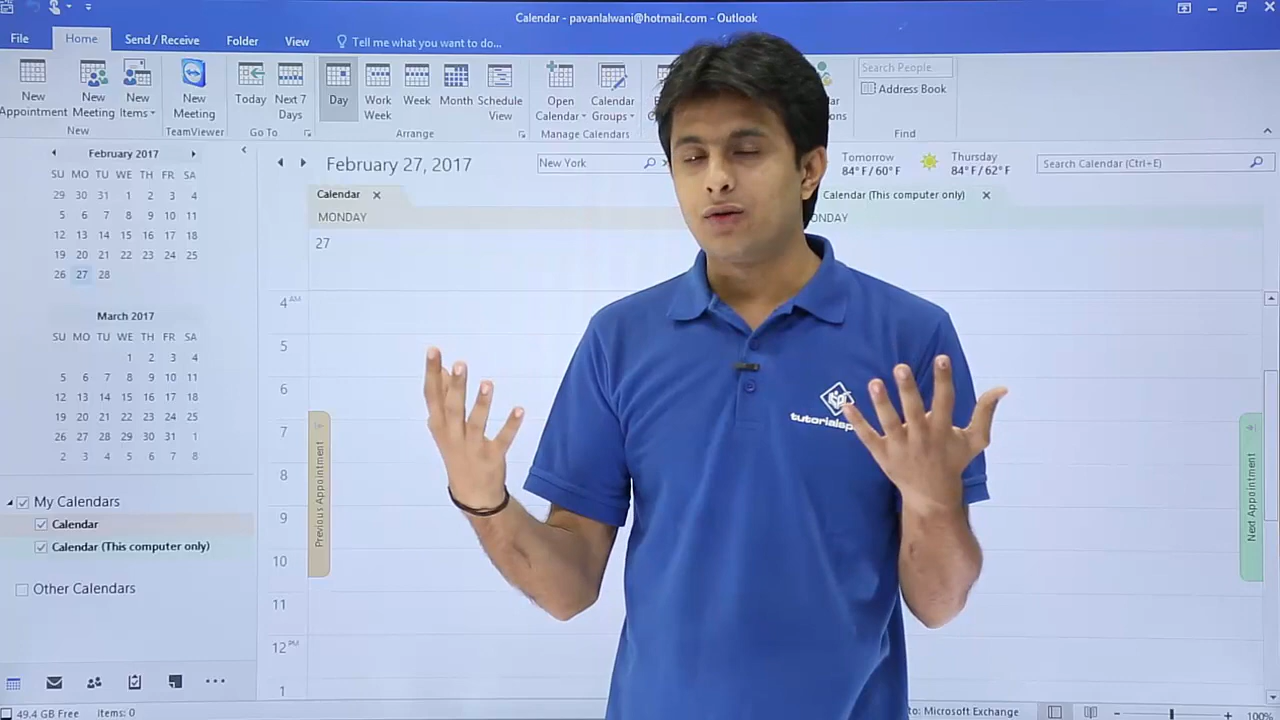 Calendar - pavanlalwani@hotmail.com - Outlook
File Home Send / Receive Folder View Tell me what you want to do...
New Appointment New Meeting New Items New Meeting Today Next 7 Days Day Work Week Week Month Schedule View Open Calendar Calendar Groups Search People
Address Book
New TeamViewer Go To Arrange Manage Calendars Find
February 2017
SU MO TU WE TH FR SA
29 30 31 1 2 3 4
5 6 7 8 9 10 11
12 13 14 15 16 17 18
19 20 21 22 23 24 25
26 27 28
March 2017
SU MO TU WE TH FR SA
1 2 3 4
5 6 7 8 9 10 11
12 13 14 15 16 17 18
19 20 21 22 23 24 25
26 27 28 29 30 31 1
2 3 4 5 6 7 8
My Calendars
Calendar
Calendar (This computer only)
Other Calendars
February 27, 2017 New York
Tomorrow
84°F/60°F
Thursday
84°F/62°F
Search Calendar (Ctrl+E)
Calendar
Calendar (This computer only)
MONDAY
27
4 AM
5
6
7
8
9
10
11
12 PM
1
Previous Appointment
Next Appointment
49.4 GB Free Items: 0
Microsoft Exchange
100%